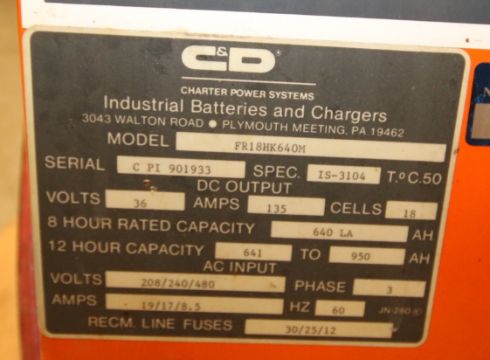 C&D®
CHARTER POWER SYSTEMS
Industrial Batteries and Chargers
3043 WALTON ROAD ● PLYMOUTH MEETING, PA 19462
MODEL FR18HK640M
SERIAL C PI 901933 SPEC. IS-3104 T.°C.50
DC OUTPUT
VOLTS 36 AMPS 135 CELLS 18
8 HOUR RATED CAPACITY 640 LA AH
12 HOUR CAPACITY 641 TO 950 AH
AC INPUT
VOLTS 208/240/480 PHASE 3
AMPS 19/17/8.5 HZ 60 JN-280
RECM. LINE FUSES 30/25/12